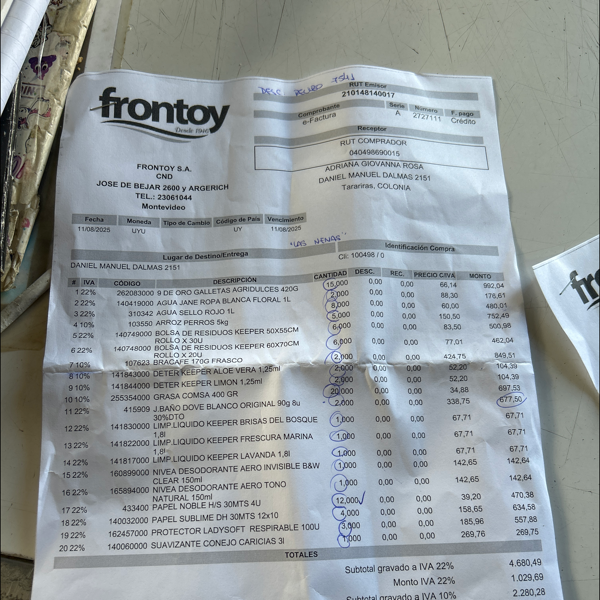 frontoy
Desde 1946
RUT Emisor
210148140017
Comprobante Serie Número F. pago
e-Factura A 2727111 Crédito
Receptor
RUT COMPRADOR
040498690015
ADRIANA GIOVANNA ROSA
DANIEL MANUEL DALMAS 2151
Tarariras, COLONIA
FRONTOY S.A.
CND
JOSE DE BEJAR 2600 y ARGERICH
TEL.: 23061044
Montevideo
Fecha Moneda Tipo de Cambio Código de País Vencimiento
11/08/2025 UYU UY 11/08/2025
"LAS NENAS"
Lugar de Destino/Entrega Identificación Compra
DANIEL MANUEL DALMAS 2151 Cli: 100498 / 0
# IVA CÓDIGO DESCRIPCIÓN CANTIDAD DESC. REC. PRECIO C/IVA MONTO
1 22% 262083000 9 DE ORO GALLETAS AGRIDULCES 420G 15,000 0,00 0,00 66,14 992,04
2 22% 140419000 AGUA JANE ROPA BLANCA FLORAL 1L 2,000 0,00 0,00 88,30 176,61
3 22% 310342 AGUA SELLO ROJO 1L 8,000 0,00 0,00 60,00 480,01
4 10% 103550 ARROZ PERROS 5kg 5,000 0,00 0,00 150,50 752,49
5 22% 140749000 BOLSA DE RESIDUOS KEEPER 50X55CM ROLLO X 30U 6,000 0,00 0,00 83,50 500,98
6 22% 140748000 BOLSA DE RESIDUOS KEEPER 60X70CM ROLLO X 20U 6,000 0,00 0,00 77,01 462,04
7 10% 107623 BRACAFE 170G FRASCO 2,000 0,00 0,00 424,75 849,51
8 10% 141843000 DETER KEEPER ALOE VERA 1,25ml 2,000 0,00 0,00 52,20 104,39
9 10% 141844000 DETER KEEPER LIMON 1,25ml 2,000 0,00 0,00 52,20 104,39
10 10% 255354000 GRASA COMSA 400 GR 20,000 0,00 0,00 34,88 697,53
11 22% 415909 J.BAÑO DOVE BLANCO ORIGINAL 90g 8u 30%DTO 2,000 0,00 0,00 338,75 677,50
12 22% 141830000 LIMP.LIQUIDO KEEPER BRISAS DEL BOSQUE 1,8l 1,000 0,00 0,00 67,71 67,71
13 22% 141822000 LIMP.LIQUIDO KEEPER FRESCURA MARINA 1,8l 1,000 0,00 0,00 67,71 67,71
14 22% 141817000 LIMP.LIQUIDO KEEPER LAVANDA 1,8l 1,000 0,00 0,00 67,71 67,71
15 22% 160899000 NIVEA DESODORANTE AERO INVISIBLE B&W CLEAR 150ml 1,000 0,00 0,00 142,65 142,64
16 22% 165894000 NIVEA DESODORANTE AERO TONO NATURAL 150ml 1,000 0,00 0,00 142,65 142,64
17 22% 433400 PAPEL NOBLE H/S 30MTS 4U 12,000 0,00 0,00 39,20 470,38
18 22% 140032000 PAPEL SUBLIME DH 30MTS 12x10 4,000 0,00 0,00 158,65 634,58
19 22% 162457000 PROTECTOR LADYSOFT RESPIRABLE 100U 3,000 0,00 0,00 185,96 557,88
20 22% 140060000 SUAVIZANTE CONEJO CARICIAS 3l 1,000 0,00 0,00 269,76 269,75
TOTALES
Subtotal gravado a IVA 22% 4.680,49
Monto IVA 22% 1.029,69
Subtotal gravado a IVA 10% 2.280,28